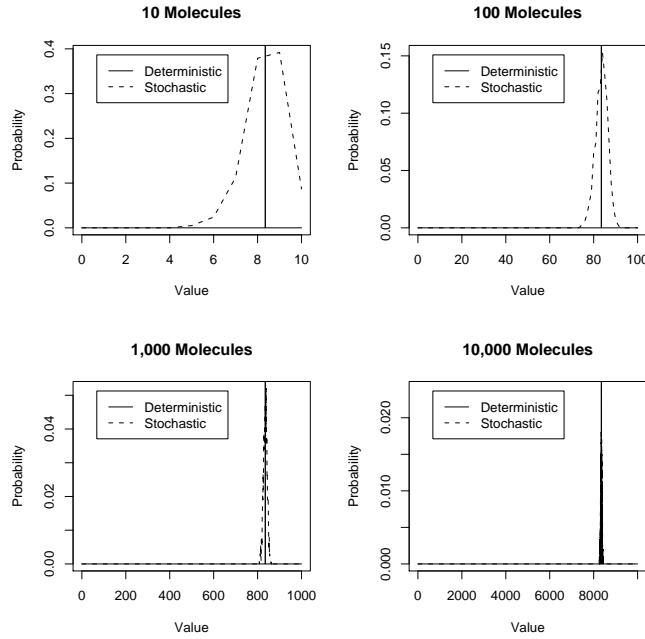 10 Molecules
Probability
0.0 0.1 0.2 0.3 0.4
Deterministic
Stochastic
0 2 4 6 8 10
Value
100 Molecules
Probability
0.00 0.05 0.10 0.15
Deterministic
Stochastic
0 20 40 60 80 100
Value
1,000 Molecules
Probability
0.00 0.02 0.04
Deterministic
Stochastic
0 200 400 600 800 1000
Value
10,000 Molecules
Probability
0.000 0.010 0.020
Deterministic
Stochastic
0 2000 4000 6000 8000
Value